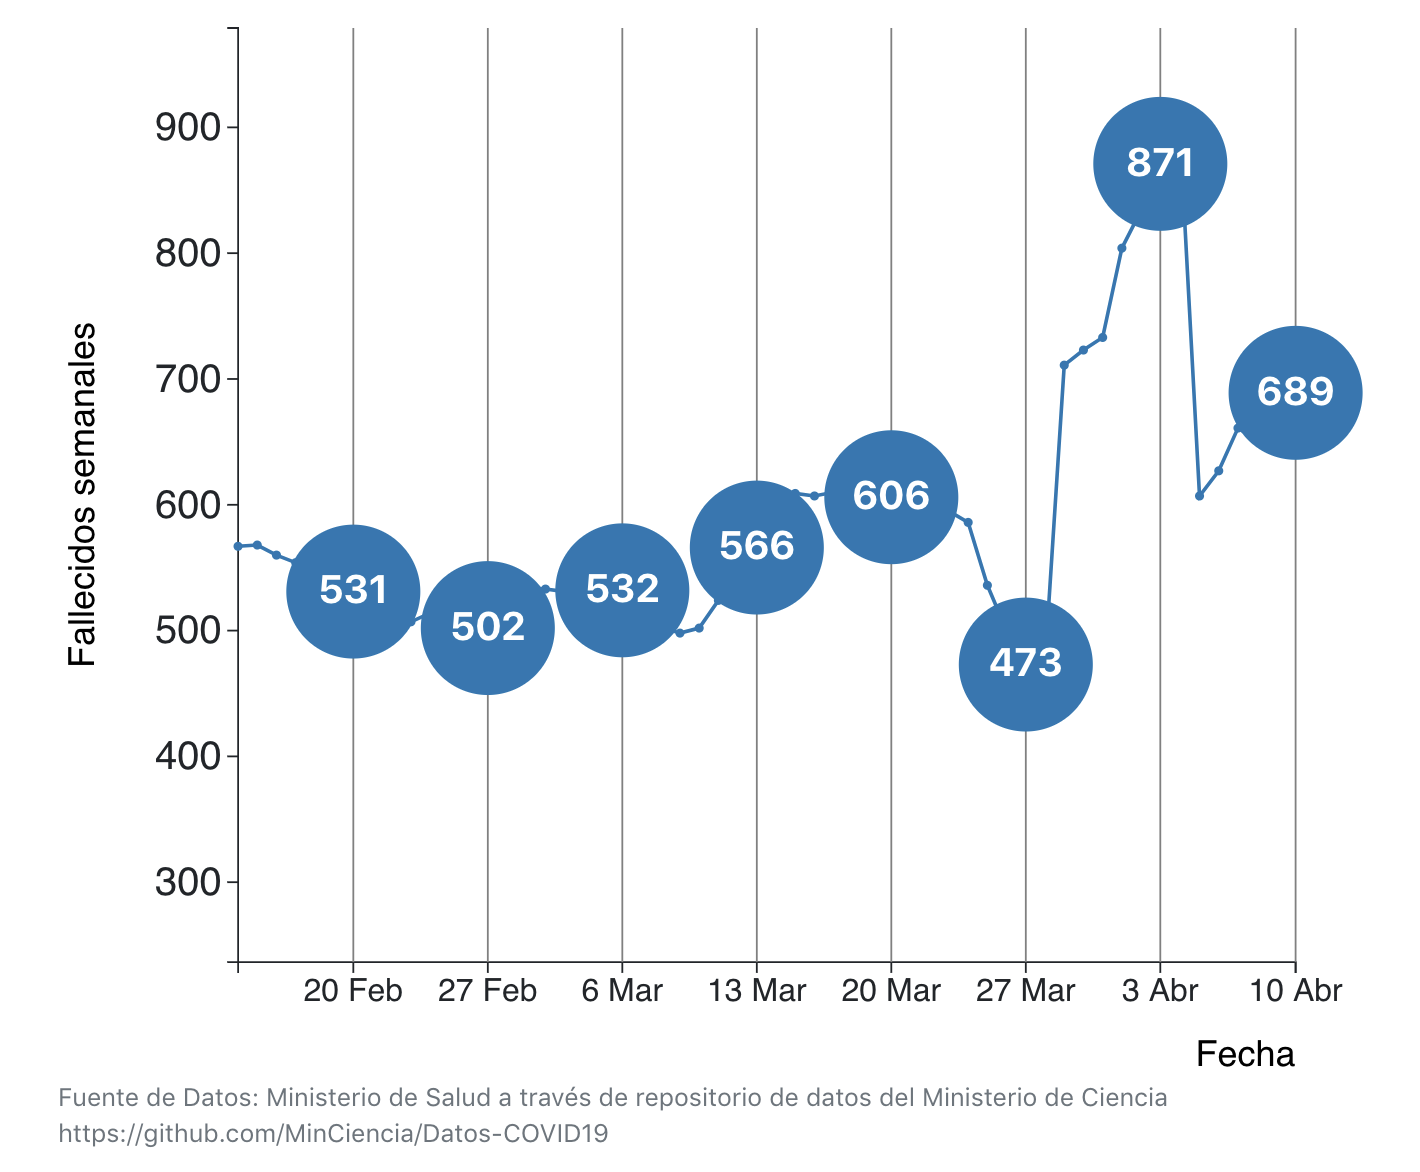 900
800
700
600
500
400
300
Fallecidos semanales
531
502
532
566
606
473
871
689
20 Feb
27 Feb
6 Mar
13 Mar
20 Mar
27 Mar
3 Abr
10 Abr
Fecha
Fuente de Datos: Ministerio de Salud a través de repositorio de datos del Ministerio de Ciencia
https://github.com/MinCiencia/Datos-COVID19